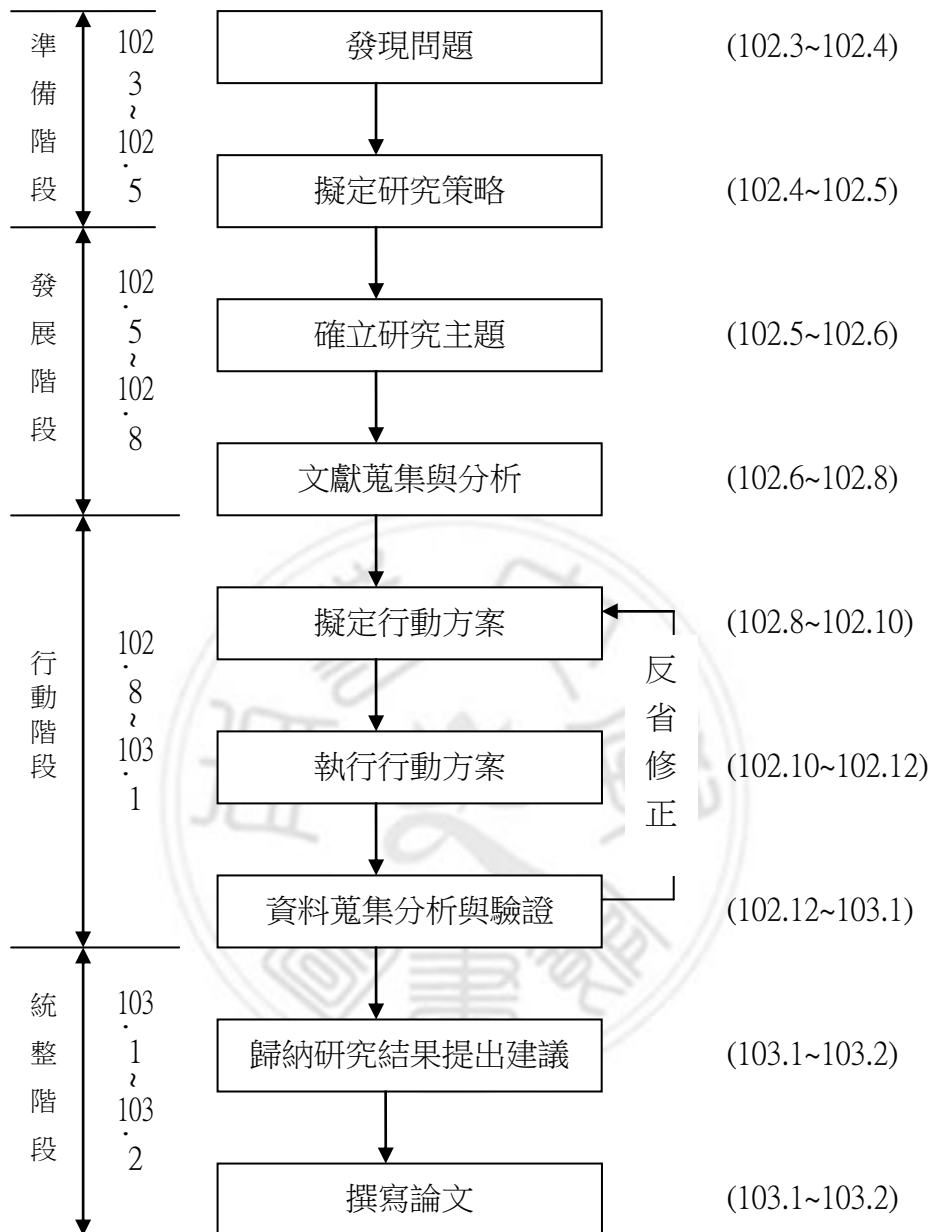 準備階段
102 3~102.5
發現問題
(102.3~102.4)
擬定研究策略
(102.4~102.5)
發展階段
102.5~102.8
確立研究主題
(102.5~102.6)
文獻蒐集與分析
(102.6~102.8)
行動階段
102.8~103.1
擬定行動方案
(102.8~102.10)
反省修正
執行行動方案
(102.10~102.12)
資料蒐集分析與驗證
(102.12~103.1)
統整階段
103.1~103.2
歸納研究結果提出建議
(103.1~103.2)
撰寫論文
(103.1~103.2)